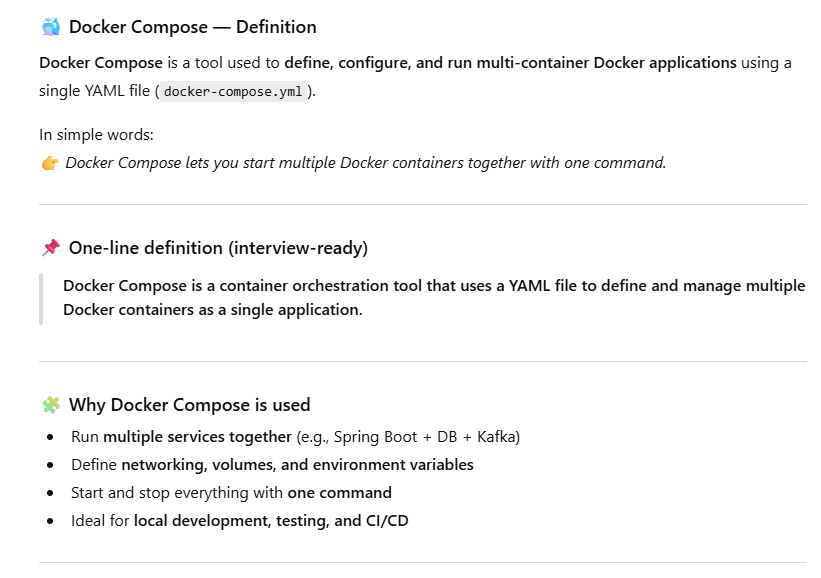 🐳 Docker Compose — Definition
Docker Compose is a tool used to define, configure, and run multi-container Docker applications using a
single YAML file (docker-compose.yml).
In simple words:
👉 Docker Compose lets you start multiple Docker containers together with one command.
📌 One-line definition (interview-ready)
Docker Compose is a container orchestration tool that uses a YAML file to define and manage multiple
Docker containers as a single application.
🧩 Why Docker Compose is used
• Run multiple services together (e.g., Spring Boot + DB + Kafka)
• Define networking, volumes, and environment variables
• Start and stop everything with one command
• Ideal for local development, testing, and CI/CD